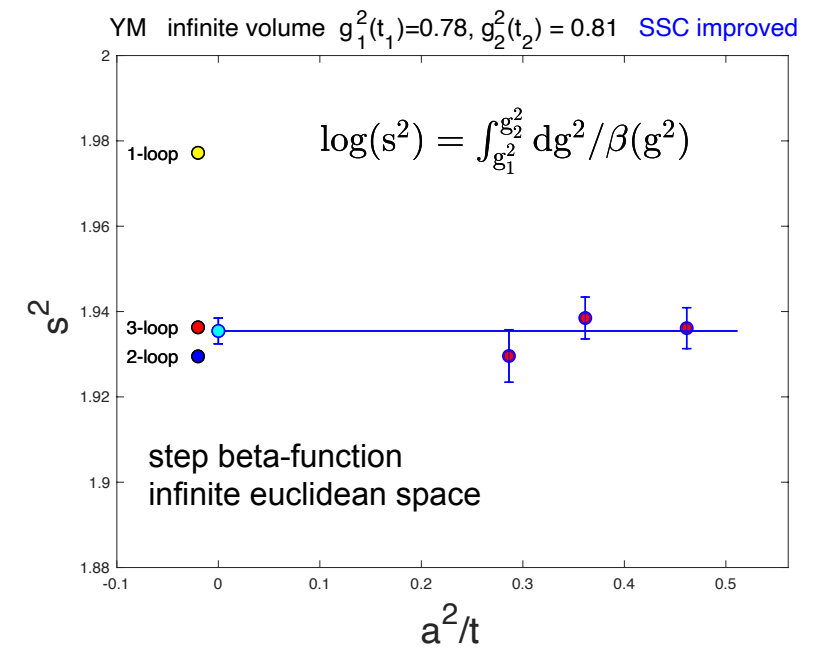 YM infinite volume g₁²(t₁)=0.78, g₂²(t₂) = 0.81 SSC improved
2
1.98
1.96
1.94
1.92
1.9
1.88
s²
log(s²) = ∫_{g₁²}^{g₂²} dg²/β(g²)
1-loop
3-loop
2-loop
step beta-function
infinite euclidean space
-0.1 0 0.1 0.2 0.3 0.4 0.5
a²/t